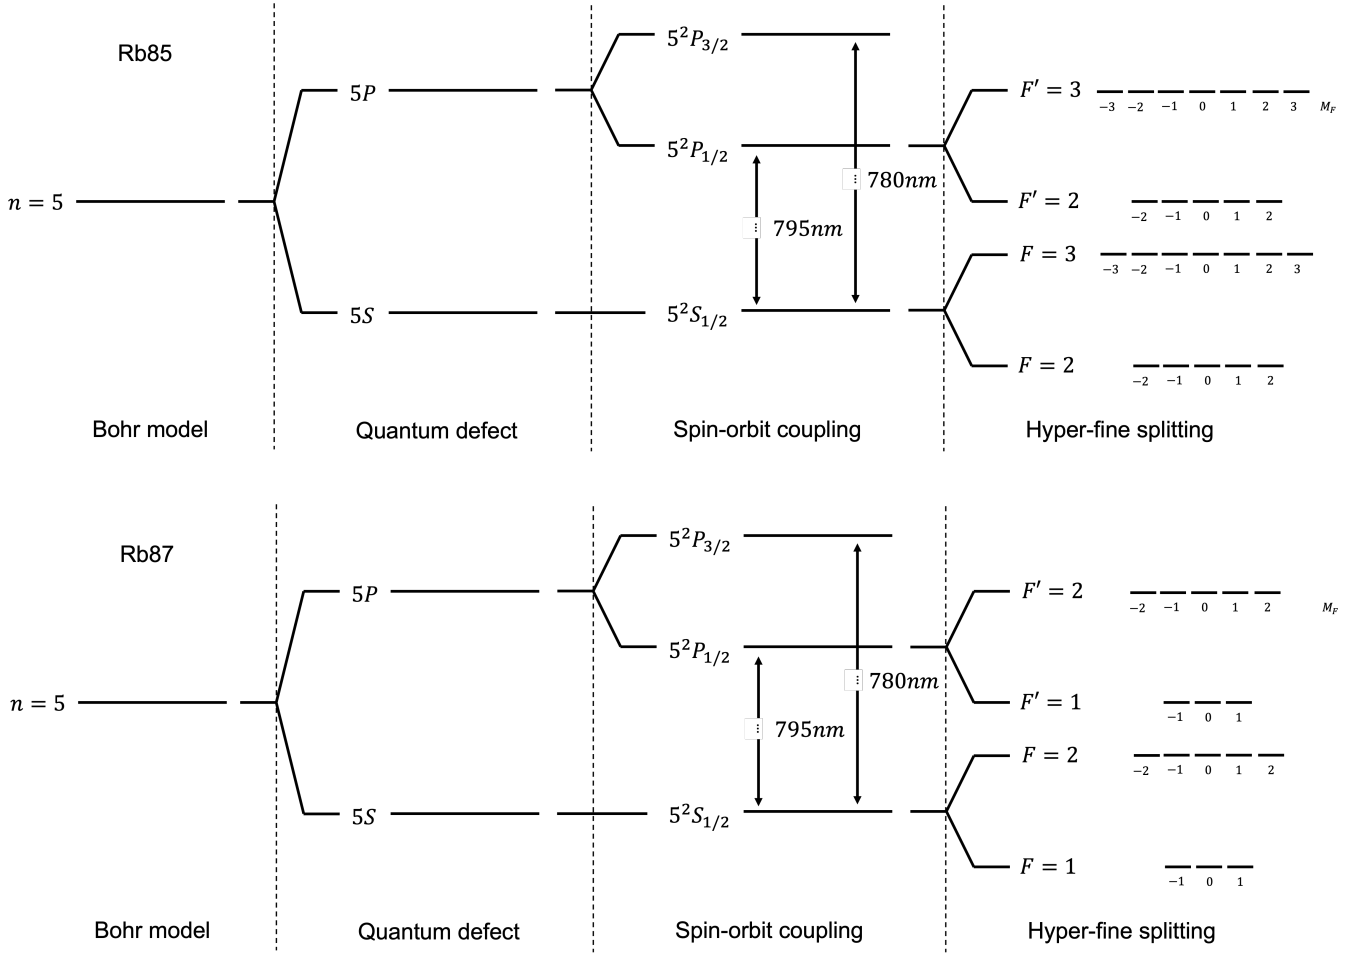 Rb85
n = 5
5P
5S
5²P₃/₂
5²P₁/₂
5²S₁/₂
780nm
795nm
F′ = 3
−3 −2 −1 0 1 2 3 M_F
F′ = 2
−2 −1 0 1 2
F = 3
−3 −2 −1 0 1 2 3
F = 2
−2 −1 0 1 2
Bohr model
Quantum defect
Spin-orbit coupling
Hyper-fine splitting
Rb87
n = 5
5P
5S
5²P₃/₂
5²P₁/₂
5²S₁/₂
780nm
795nm
F′ = 2
−2 −1 0 1 2 M_F
F′ = 1
−1 0 1
F = 2
−2 −1 0 1 2
F = 1
−1 0 1
Bohr model
Quantum defect
Spin-orbit coupling
Hyper-fine splitting